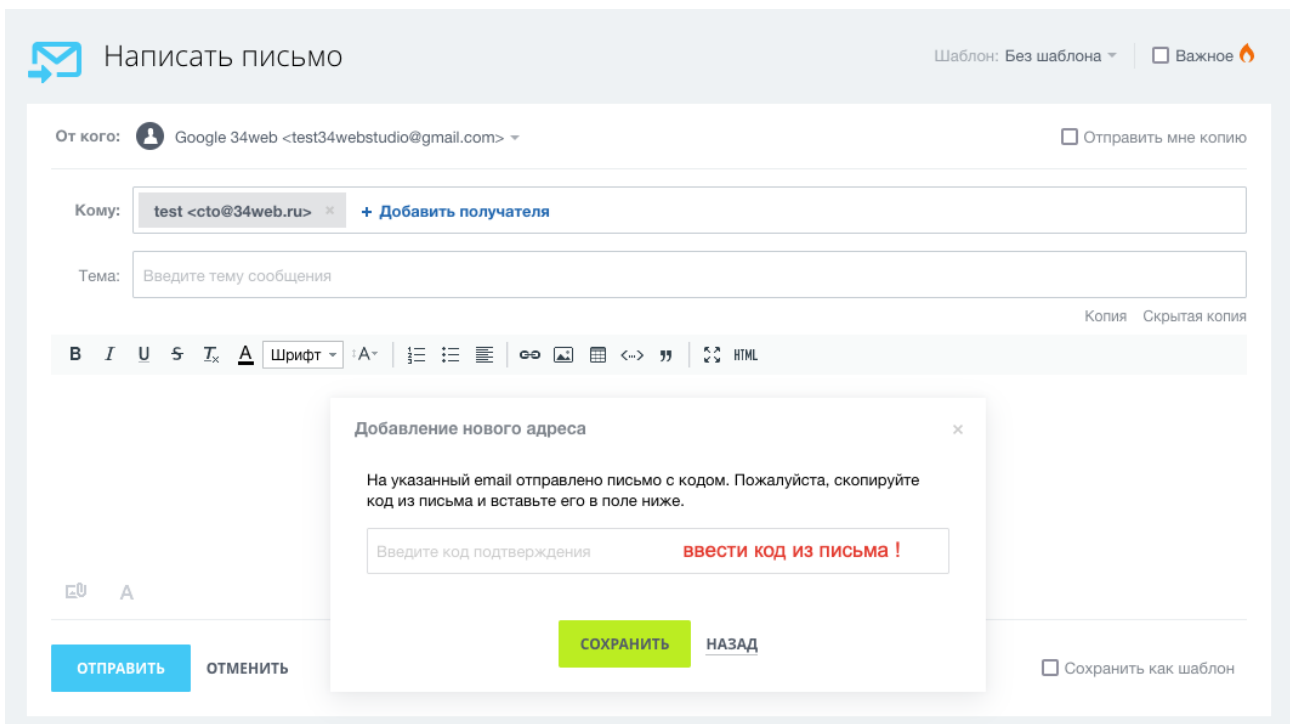 Написать письмо
Шаблон: Без шаблона
Важное
От кого: Google 34web <test34webstudio@gmail.com>
Отправить мне копию
Кому: test <cto@34web.ru> × + Добавить получателя
Тема: Введите тему сообщения
Копия Скрытая копия
B I U S Tx A Шрифт A HTML
Добавление нового адреса ×
На указанный email отправлено письмо с кодом. Пожалуйста, скопируйте
код из письма и вставьте его в поле ниже.
Введите код подтверждения ввести код из письма !
A
СОХРАНИТЬ НАЗАД
ОТПРАВИТЬ ОТМЕНИТЬ
Сохранить как шаблон